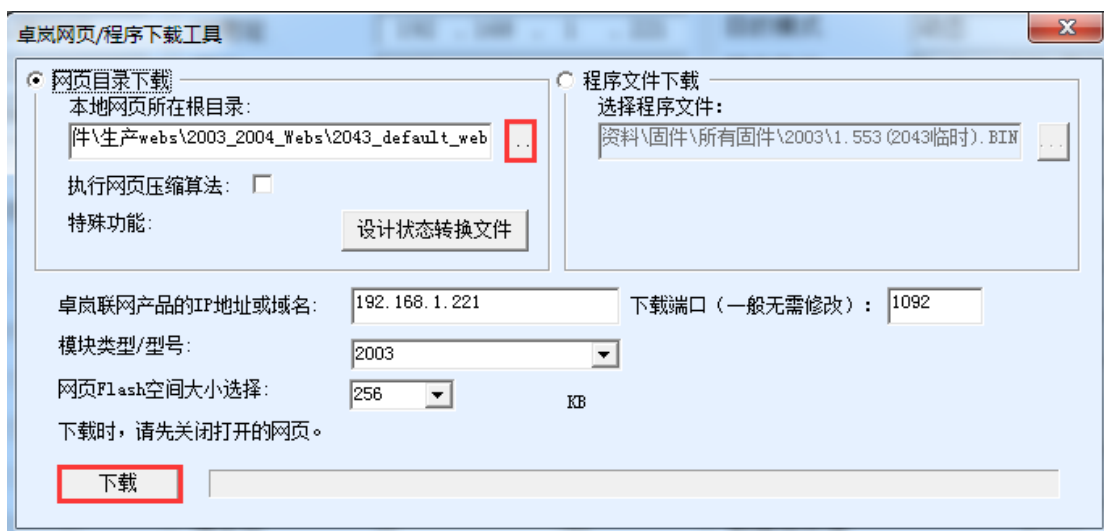 卓岚网页/程序下载工具
网页目录下载
本地网页所在根目录:
件\生产webs\2003_2004_Webs\2043_default_web
..
执行网页压缩算法:
特殊功能:
设计状态转换文件
程序文件下载
选择程序文件:
资料\固件\所有固件\2003\1.553(2043临时).BIN
...
卓岚联网产品的IP地址或域名:
192.168.1.221
下载端口（一般无需修改）:
1092
模块类型/型号:
2003
网页Flash空间大小选择:
256
KB
下载时，请先关闭打开的网页。
下载